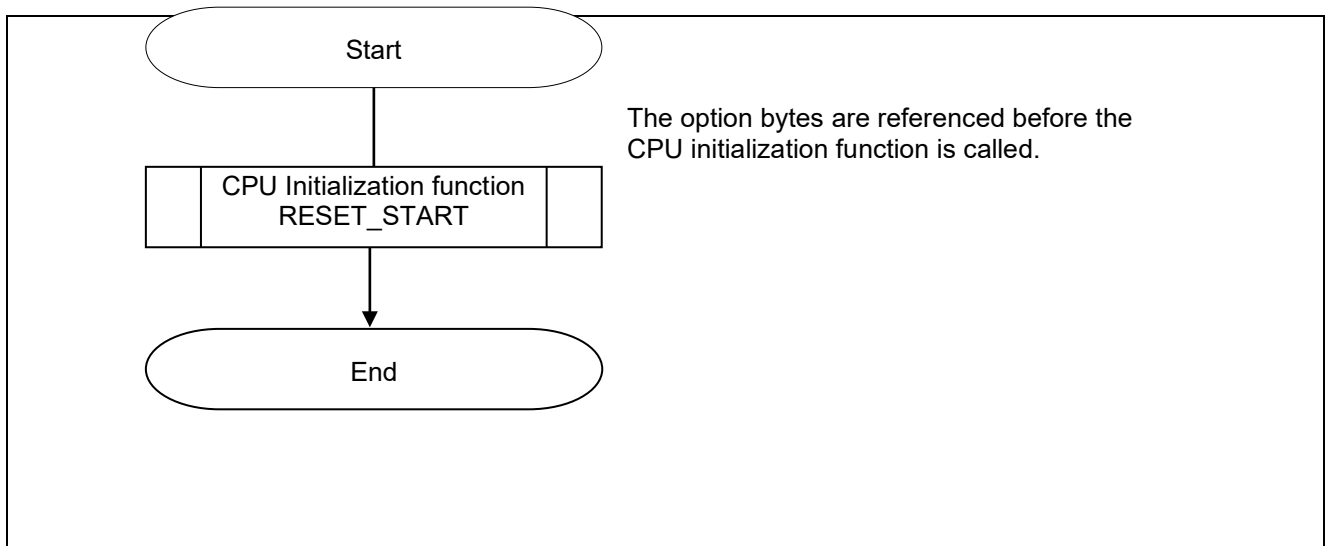 Start
The option bytes are referenced before the
CPU initialization function is called.
CPU Initialization function
RESET_START
End